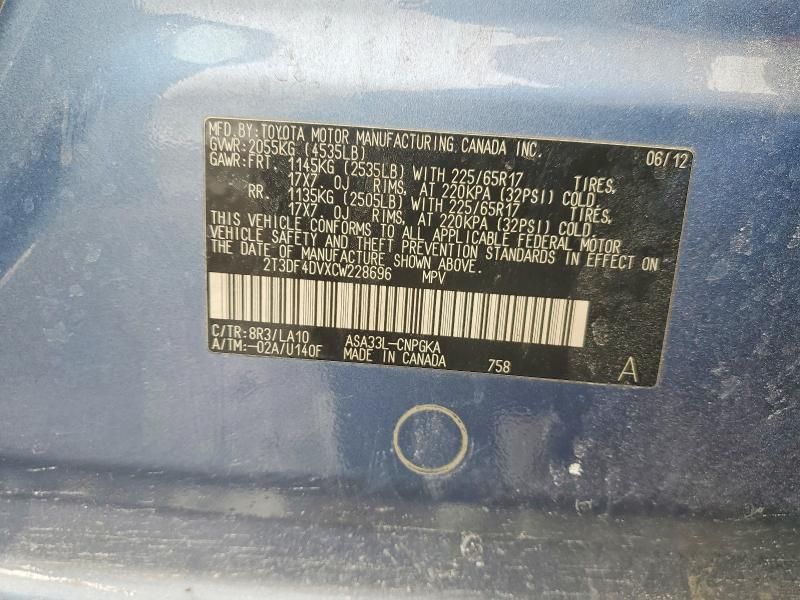 MFD. BY: TOYOTA MOTOR MANUFACTURING CANADA INC.
GVWR: 2055KG (4535LB) 06/12
GAWR: FRT. 1145KG (2535LB) WITH 225/65R17 TIRES,
17X7.0J RIMS, AT 220KPA (32PSI) COLD.
RR. 1135KG (2505LB) WITH 225/65R17 TIRES,
17X7.0J RIMS, AT 220KPA (32PSI) COLD.
THIS VEHICLE CONFORMS TO ALL APPLICABLE FEDERAL MOTOR
VEHICLE SAFETY AND THEFT PREVENTION STANDARDS IN EFFECT ON
THE DATE OF MANUFACTURE SHOWN ABOVE.
2T3DF4DVXCW228696 MPV
C/TR: 8R3/LA10 ASA33L-CNPGKA
A/TM: -02A/U140F MADE IN CANADA 758 A